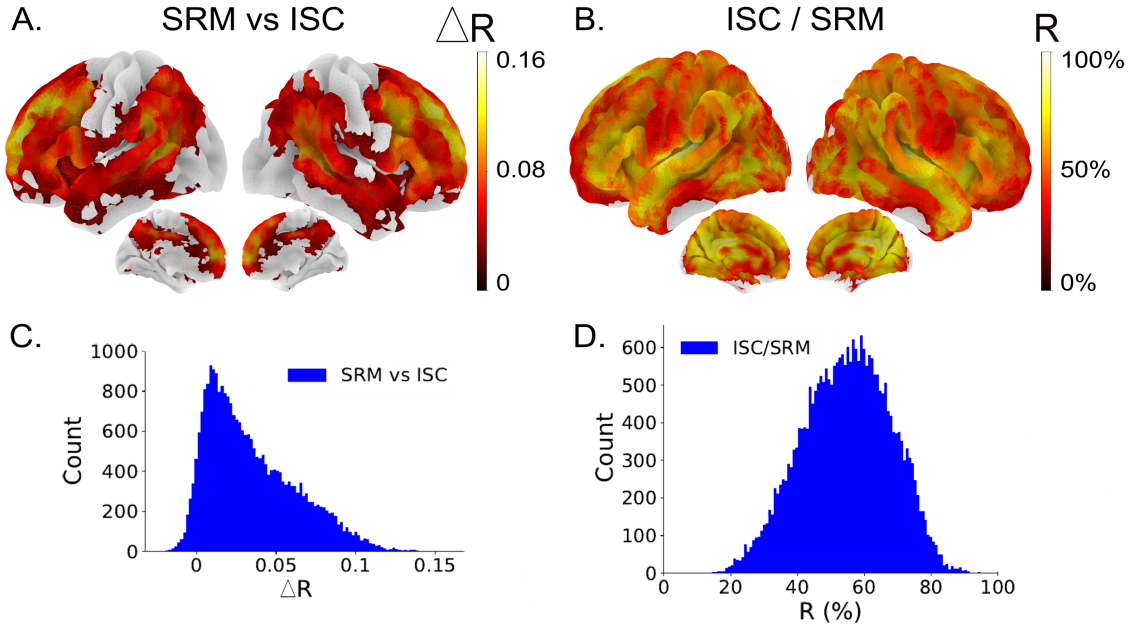 A. SRM vs ISC △R
0.16
0.08
0
B. ISC / SRM R
100%
50%
0%
C.
1000
800
600
400
200
0
Count
SRM vs ISC
0 0.05 0.1 0.15
△R
D.
600
500
400
300
200
100
0
Count
ISC/SRM
0 20 40 60 80 100
R (%)